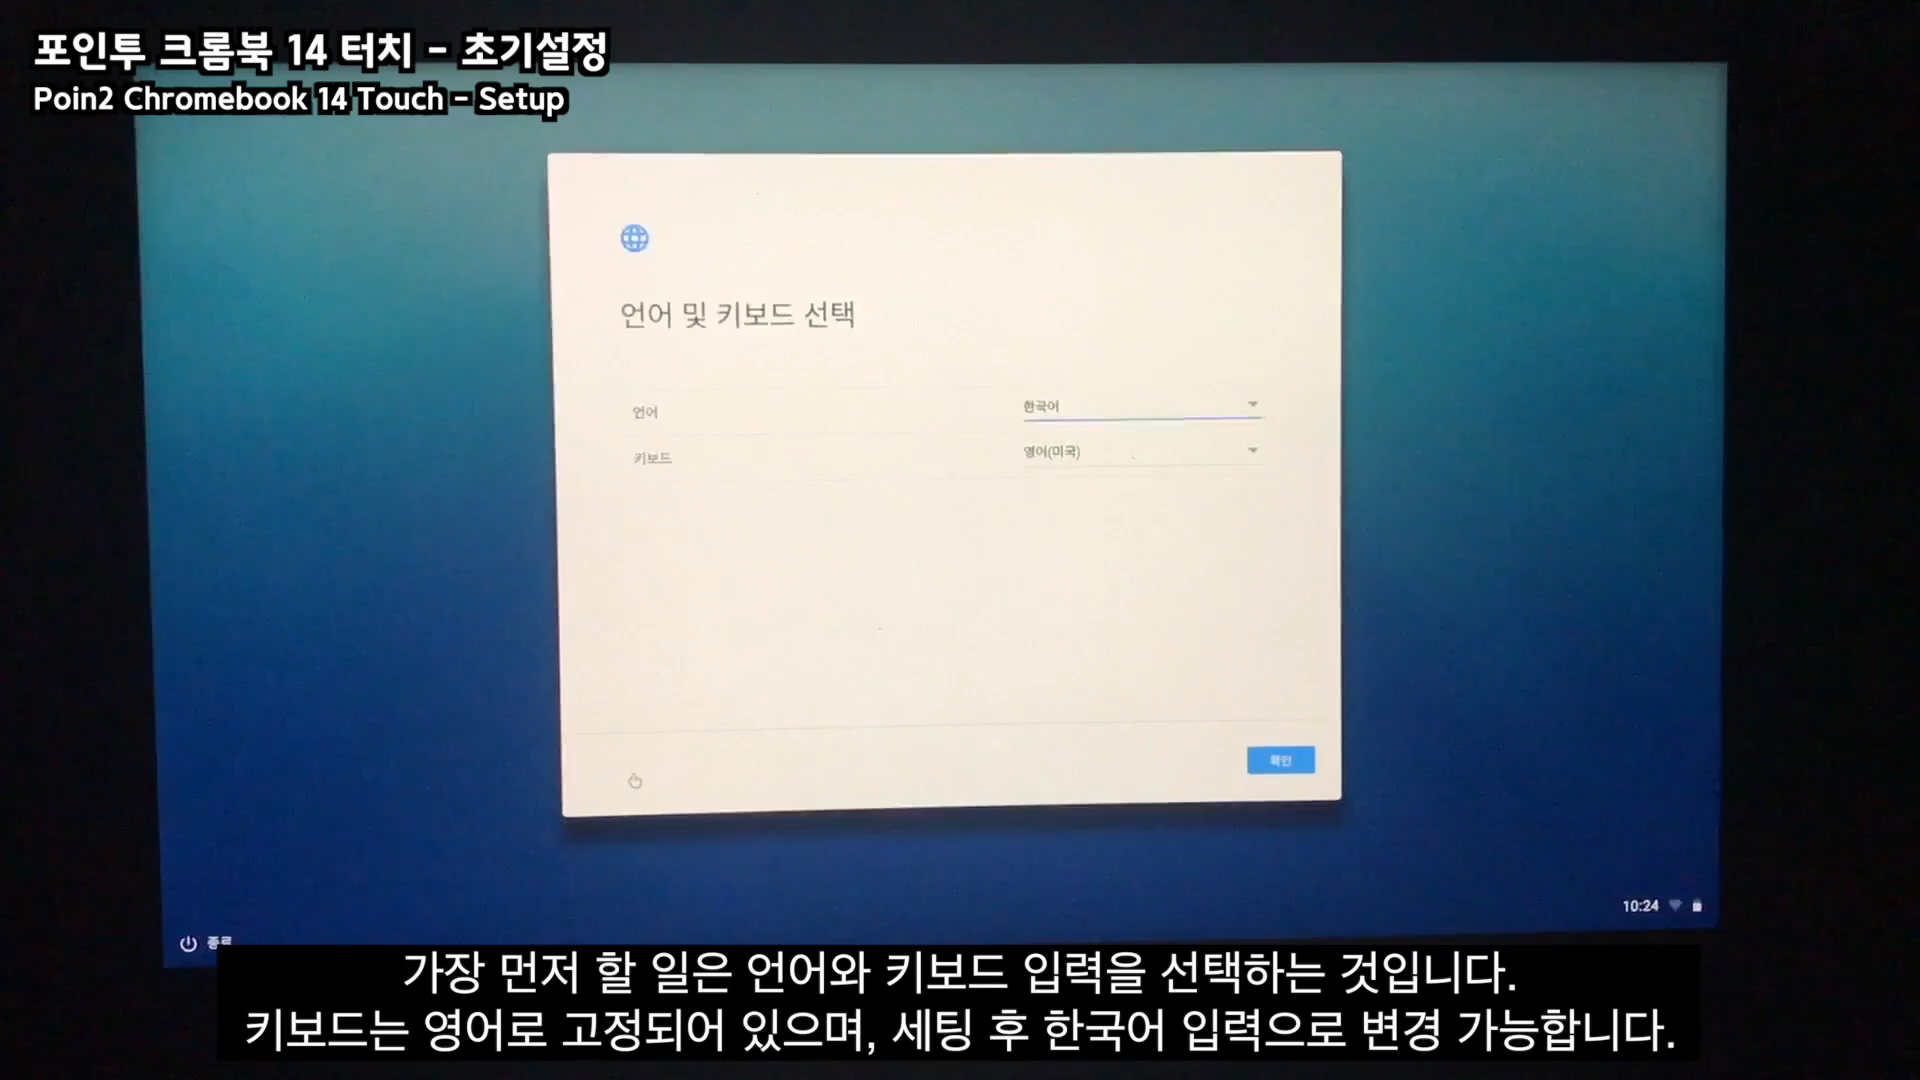 포인투 크롬북 14 터치 - 초기설정
Poin2 Chromebook 14 Touch - Setup
언어 및 키보드 선택
언어
한국어
키보드
영어(미국)
확인
10:24
종료
가장 먼저 할 일은 언어와 키보드 입력을 선택하는 것입니다.
키보드는 영어로 고정되어 있으며, 세팅 후 한국어 입력으로 변경 가능합니다.